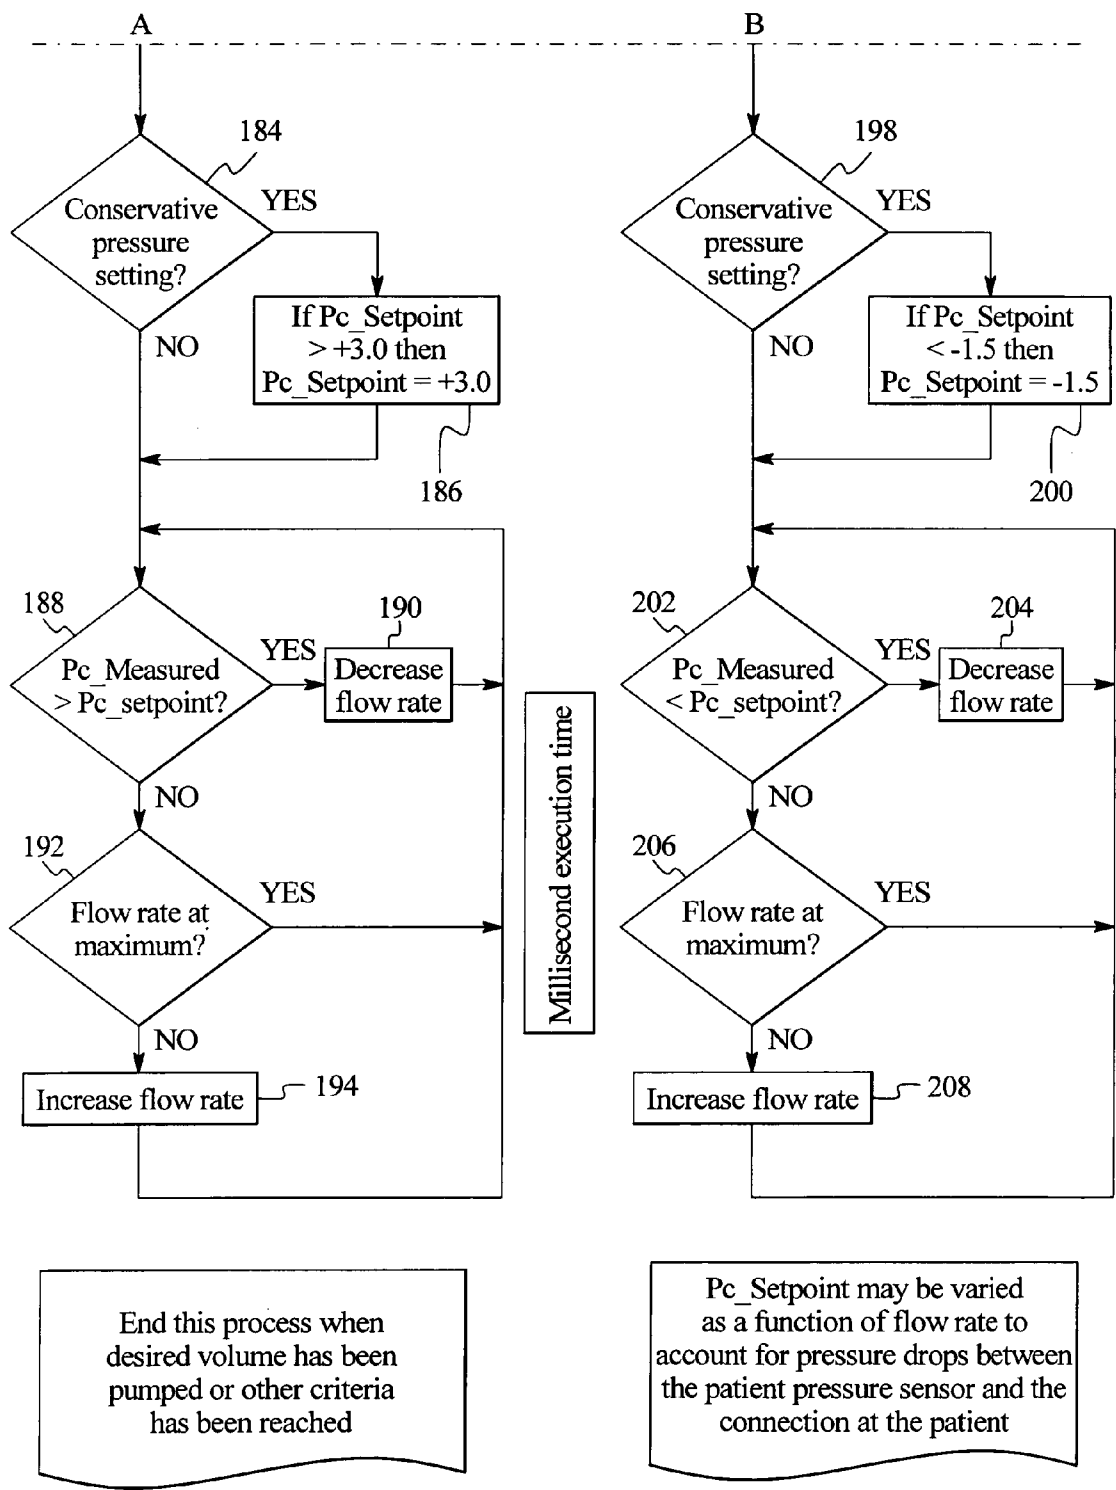 A
184
Conservative
pressure
setting?
YES
NO
If Pc_Setpoint
> +3.0 then
Pc_Setpoint = +3.0
186
188
Pc_Measured
> Pc_setpoint?
YES
190
Decrease
flow rate
NO
192
Flow rate at
maximum?
YES
NO
Increase flow rate
194
End this process when
desired volume has been
pumped or other criteria
has been reached
Millisecond execution time
B
198
Conservative
pressure
setting?
YES
NO
If Pc_Setpoint
< -1.5 then
Pc_Setpoint = -1.5
200
202
Pc_Measured
< Pc_setpoint?
YES
204
Decrease
flow rate
NO
206
Flow rate at
maximum?
YES
NO
Increase flow rate
208
Pc_Setpoint may be varied
as a function of flow rate to
account for pressure drops between
the patient pressure sensor and the
connection at the patient